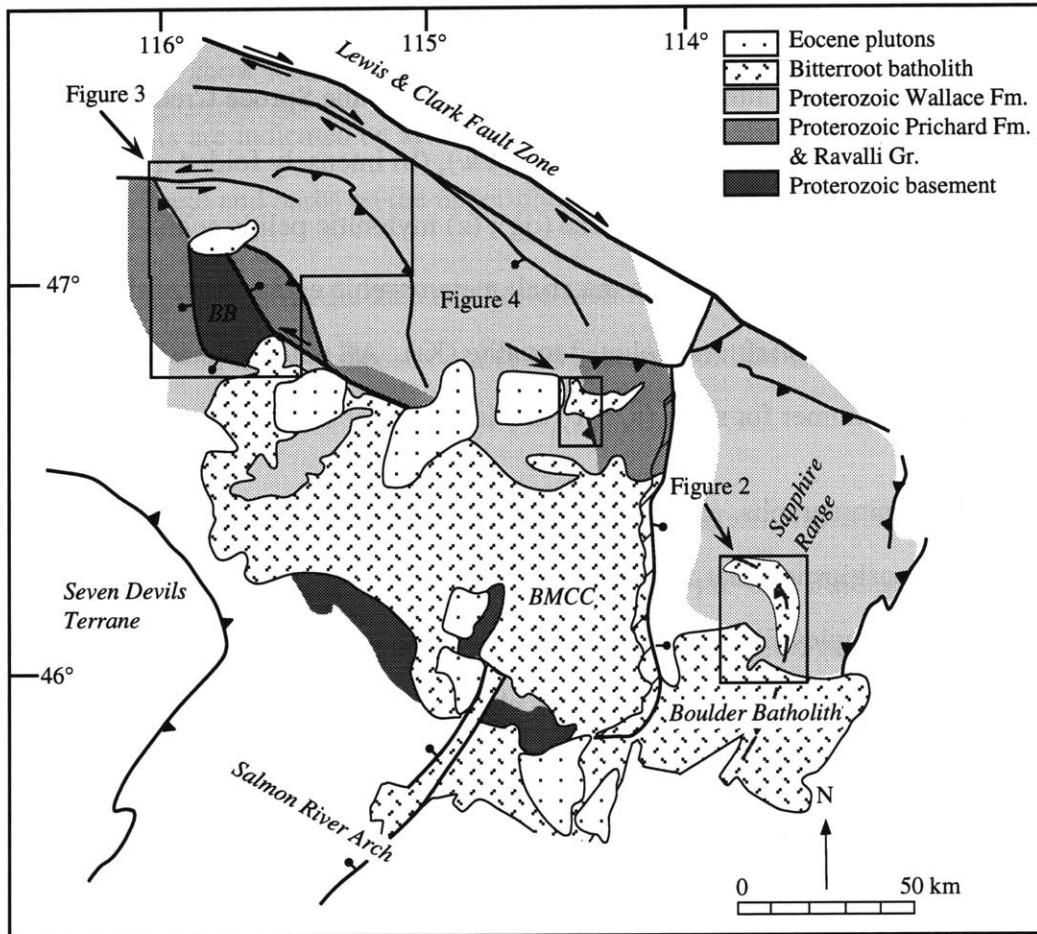 116°
115°
114°
Eocene plutons
Bitterroot batholith
Proterozoic Wallace Fm.
Proterozoic Prichard Fm.
& Ravalli Gr.
Proterozoic basement
Lewis & Clark Fault Zone
Figure 3
47°
BB
Figure 4
Figure 2
Sapphire
Range
Seven Devils
Terrane
BMCC
46°
Boulder Batholith
Salmon River Arch
N
0
50 km